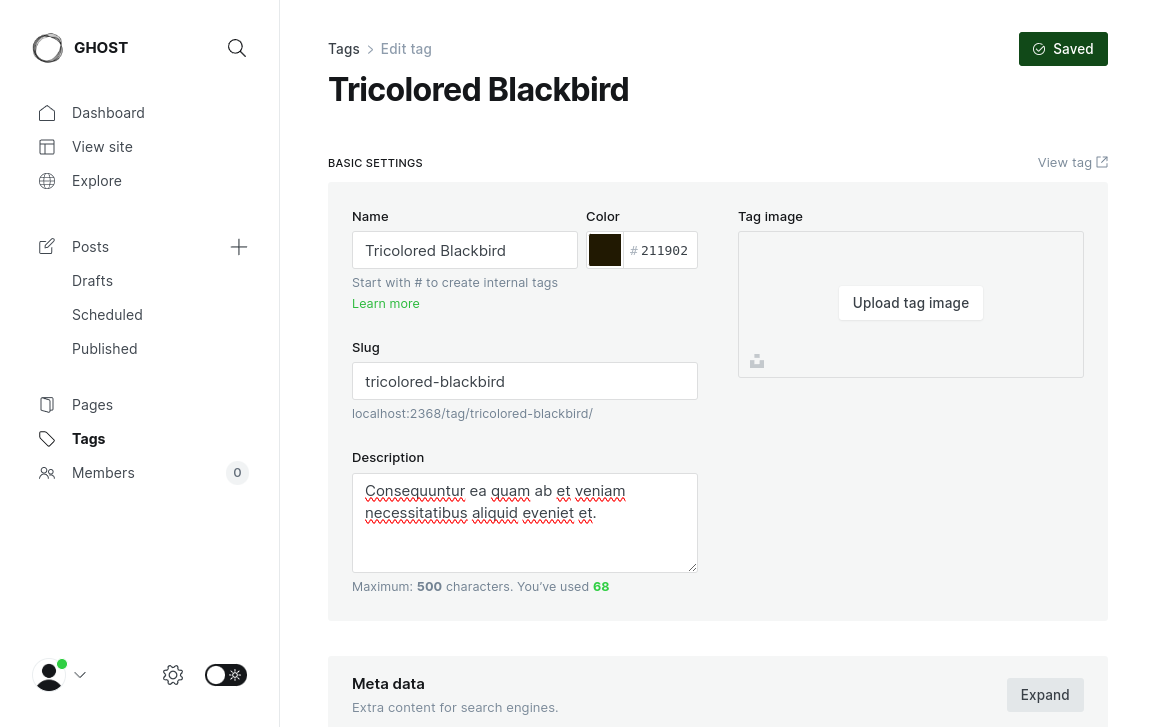 GHOST
Dashboard
View site
Explore
Posts
Drafts
Scheduled
Published
Pages
Tags
Members
0
Tags
Edit tag
Saved
Tricolored Blackbird
BASIC SETTINGS
View tag
Name
Color
Tag image
Tricolored Blackbird
# 211902
Start with # to create internal tags
Learn more
Upload tag image
Slug
tricolored-blackbird
localhost:2368/tag/tricolored-blackbird/
Description
Consequuntur ea quam ab et veniam
necessitatibus aliquid eveniet et.
Maximum: 500 characters. You’ve used 68
Meta data
Extra content for search engines.
Expand